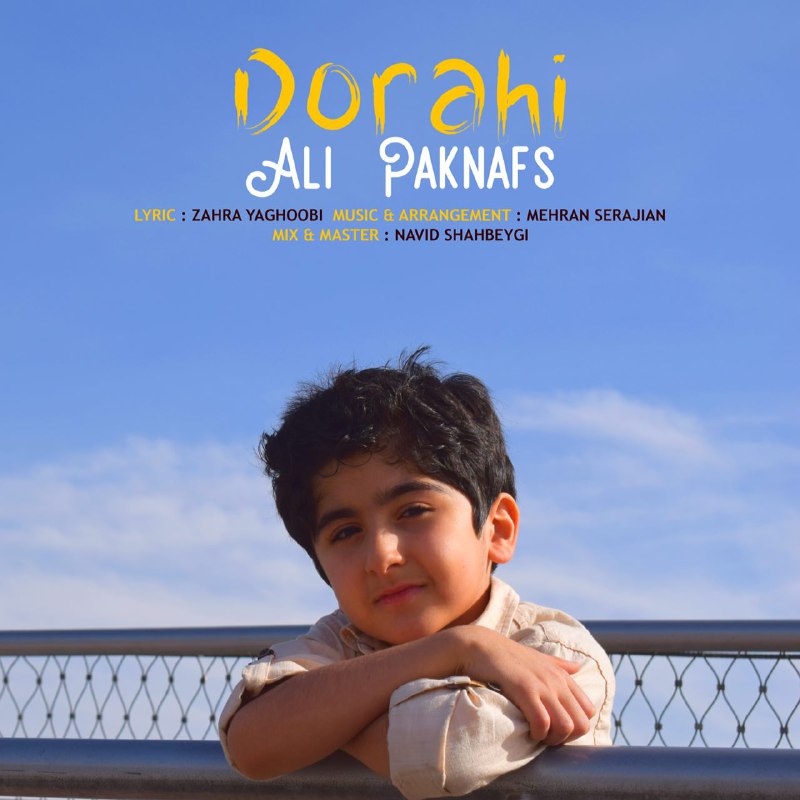 Dorahi
ALI PAKNAFS
LYRIC : ZAHRA YAGHOOBI MUSIC & ARRANGEMENT : MEHRAN SERAJIAN
MIX & MASTER : NAVID SHAHBEYGI